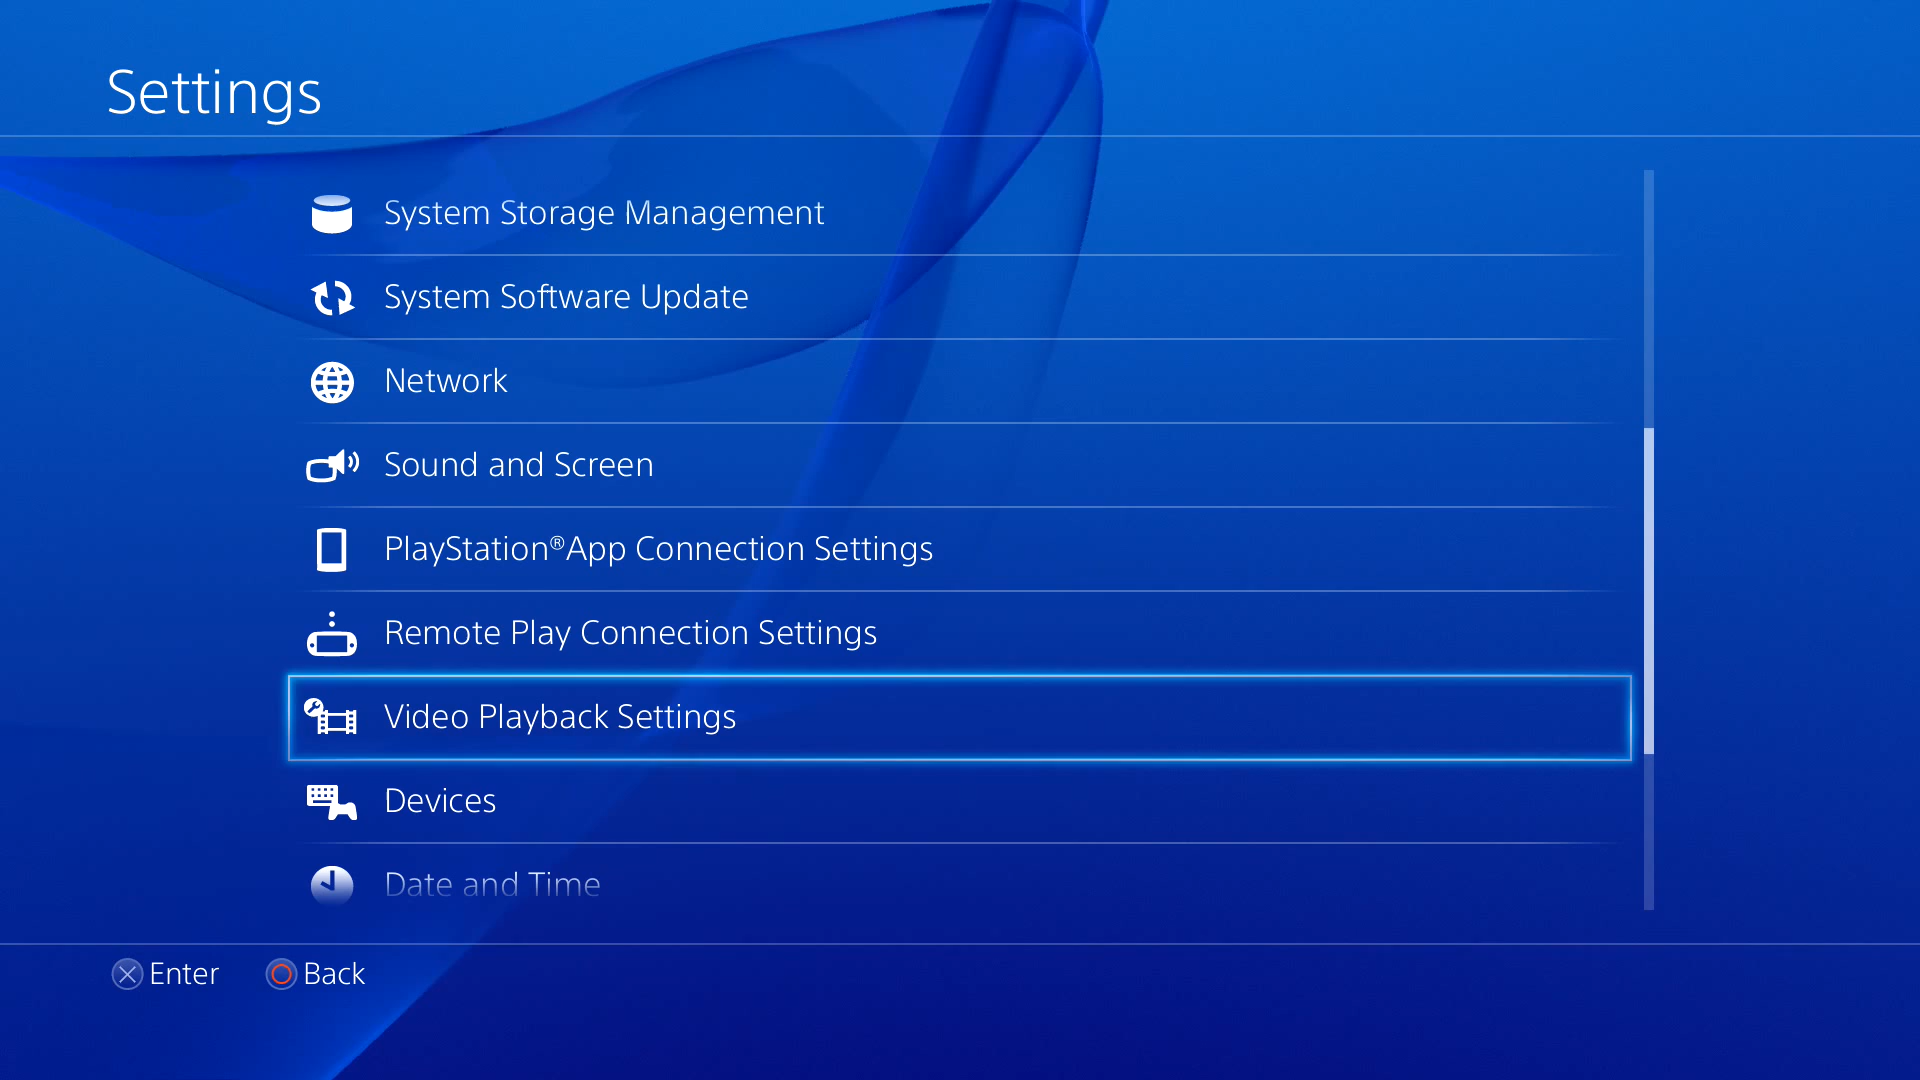 Settings
System Storage Management
System Software Update
Network
Sound and Screen
PlayStation®App Connection Settings
Remote Play Connection Settings
Video Playback Settings
Devices
Date and Time
Enter Back